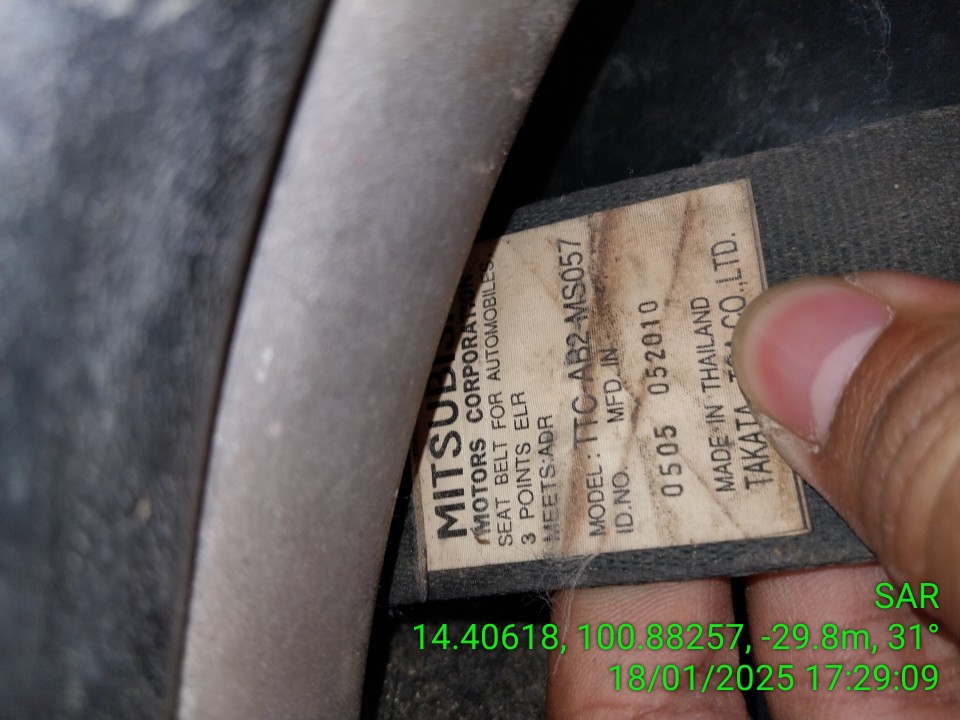 MITSUBISHI
MOTORS CORPORATION
SEAT BELT FOR AUTOMOBILES
3 POINTS ELR
MEETS:ADR
MODEL : TTC-AB2-MS057
ID.NO. MFD.IN
0505 052010
MADE IN THAILAND
TAKATA CO.,LTD.
SAR
14.40618, 100.88257, -29.8m, 31°
18/01/2025 17:29:09